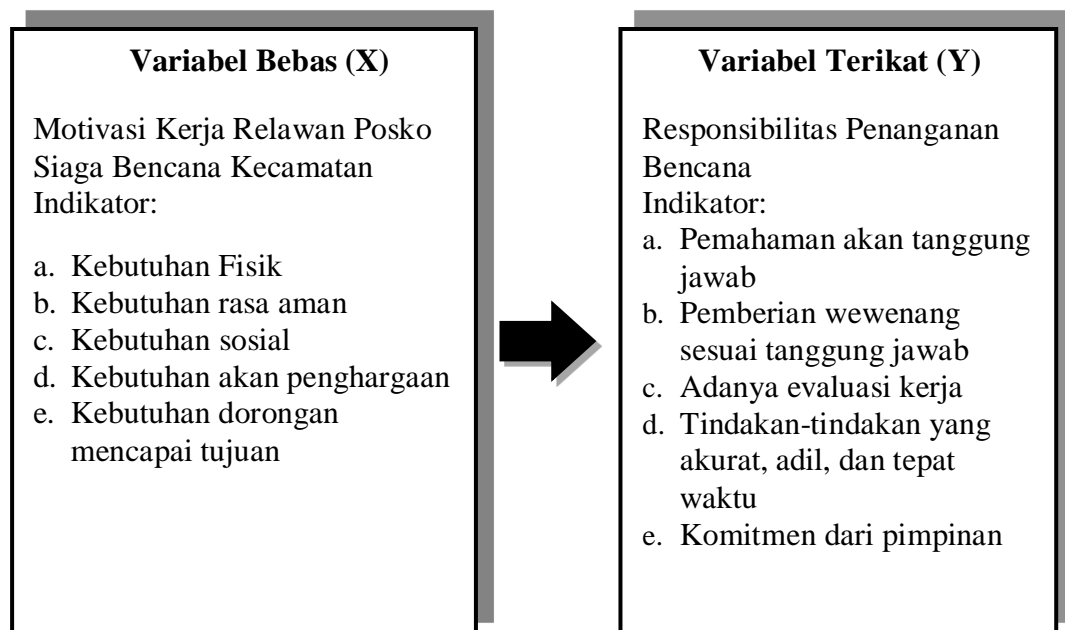 Variabel Bebas (X)
Motivasi Kerja Relawan Posko
Siaga Bencana Kecamatan
Indikator:
a. Kebutuhan Fisik
b. Kebutuhan rasa aman
c. Kebutuhan sosial
d. Kebutuhan akan penghargaan
e. Kebutuhan dorongan
mencapai tujuan
Variabel Terikat (Y)
Responsibilitas Penanganan
Bencana
Indikator:
a. Pemahaman akan tanggung
jawab
b. Pemberian wewenang
sesuai tanggung jawab
c. Adanya evaluasi kerja
d. Tindakan-tindakan yang
akurat, adil, dan tepat
waktu
e. Komitmen dari pimpinan